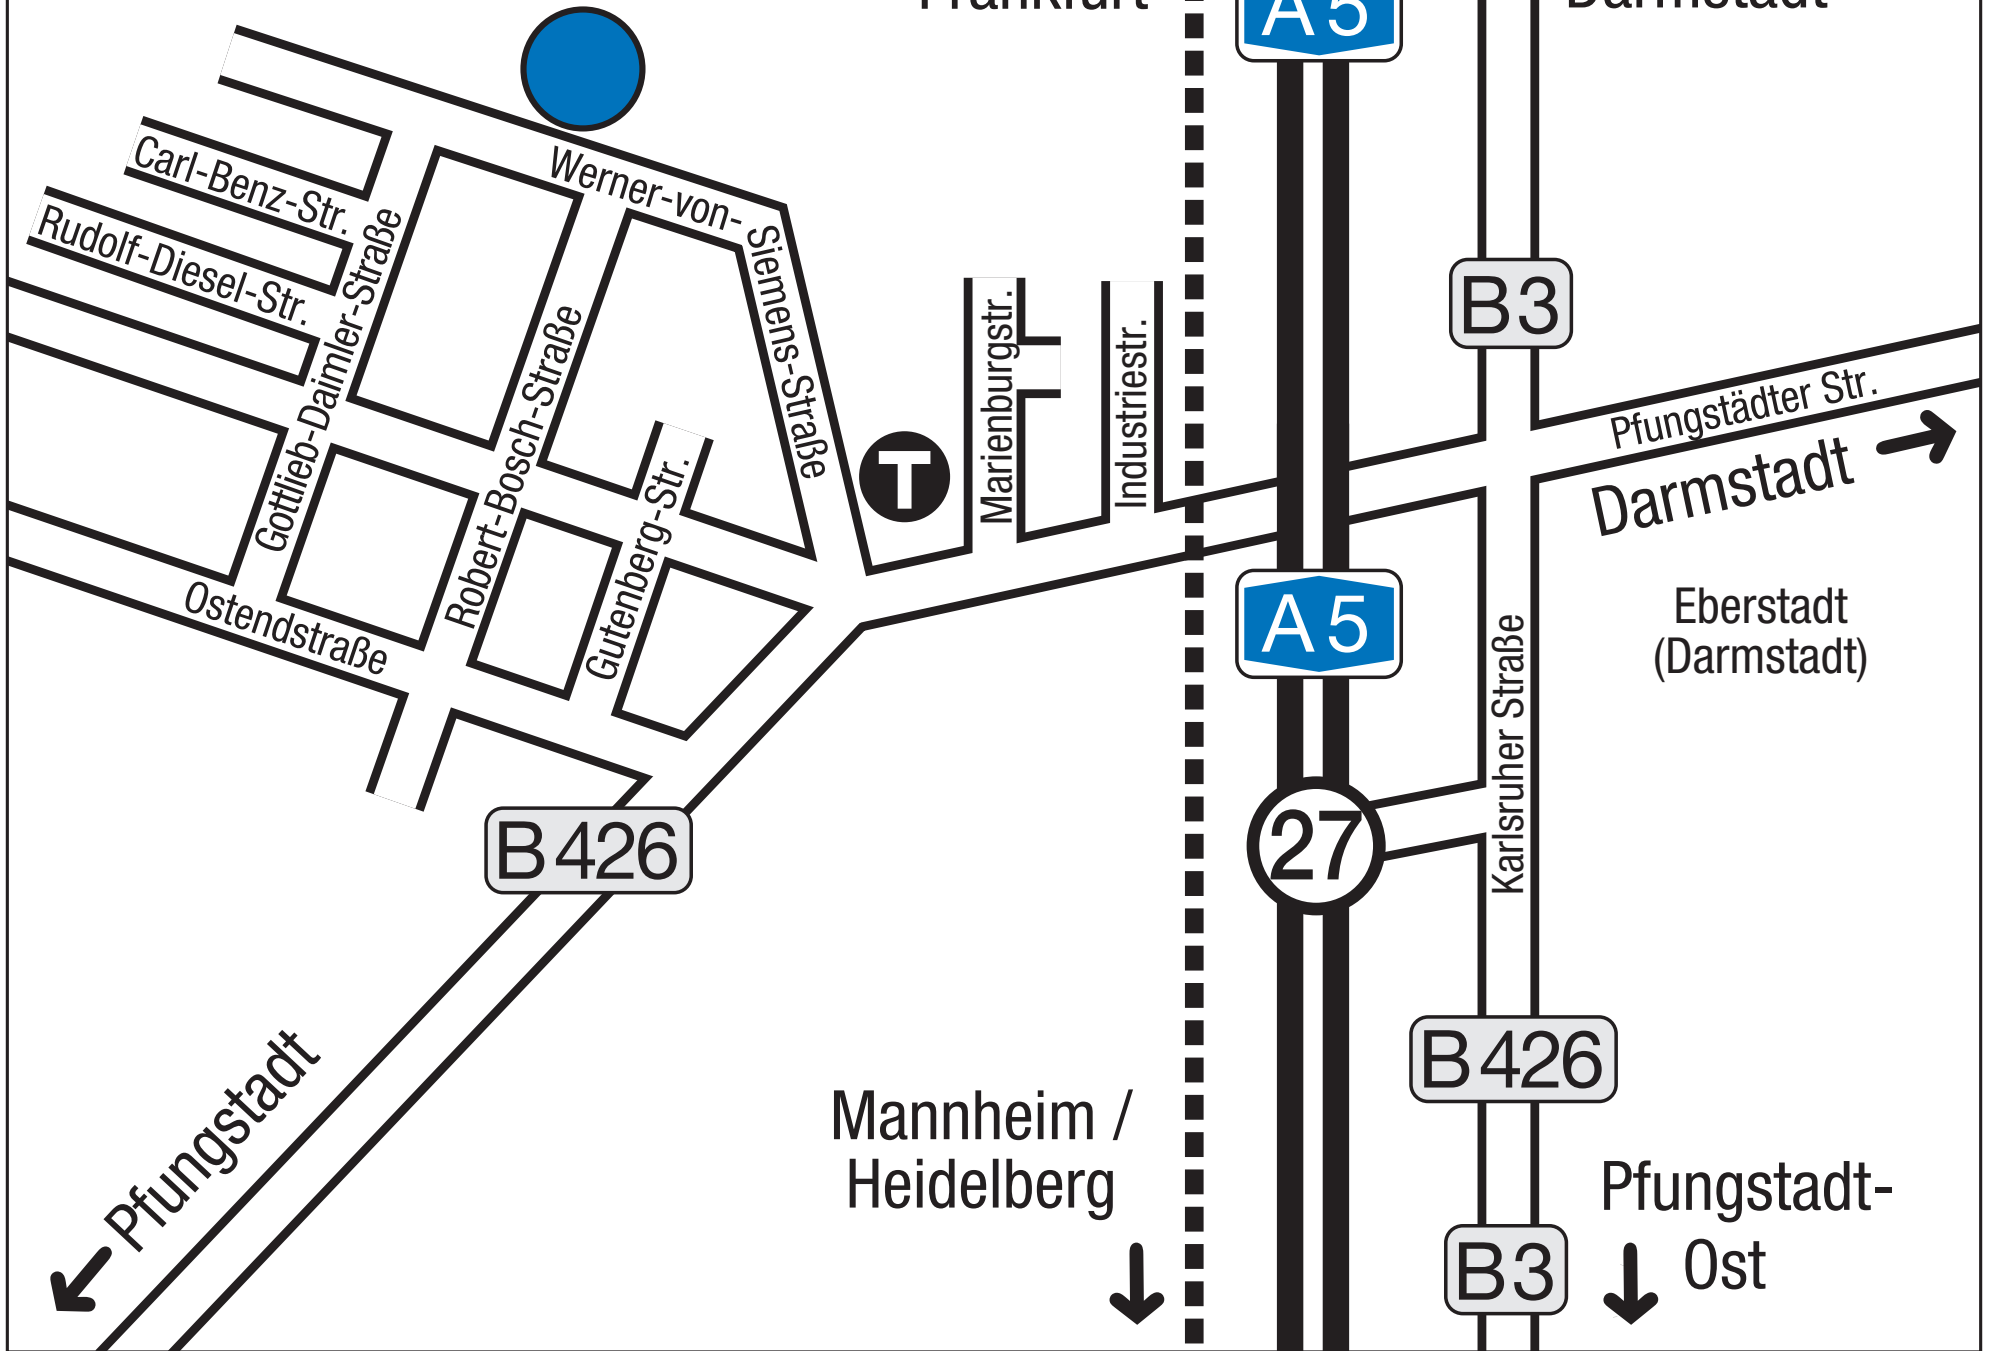 Frankfurt
A5
Darmstadt
Carl-Benz-Str.
Rudolf-Diesel-Str.
Gottlieb-Daimler-Straße
Werner-von-
Siemens-Straße
Robert-Bosch-Straße
Gutenberg-Str.
Ostendstraße
T
Marienburgstr.
Industriestr.
B3
Pfungstädter Str.
Darmstadt
A5
Eberstadt
(Darmstadt)
Karlsruher Straße
27
B426
B426
Pfungstadt
Mannheim /
Heidelberg
B3
Pfungstadt-
Ost